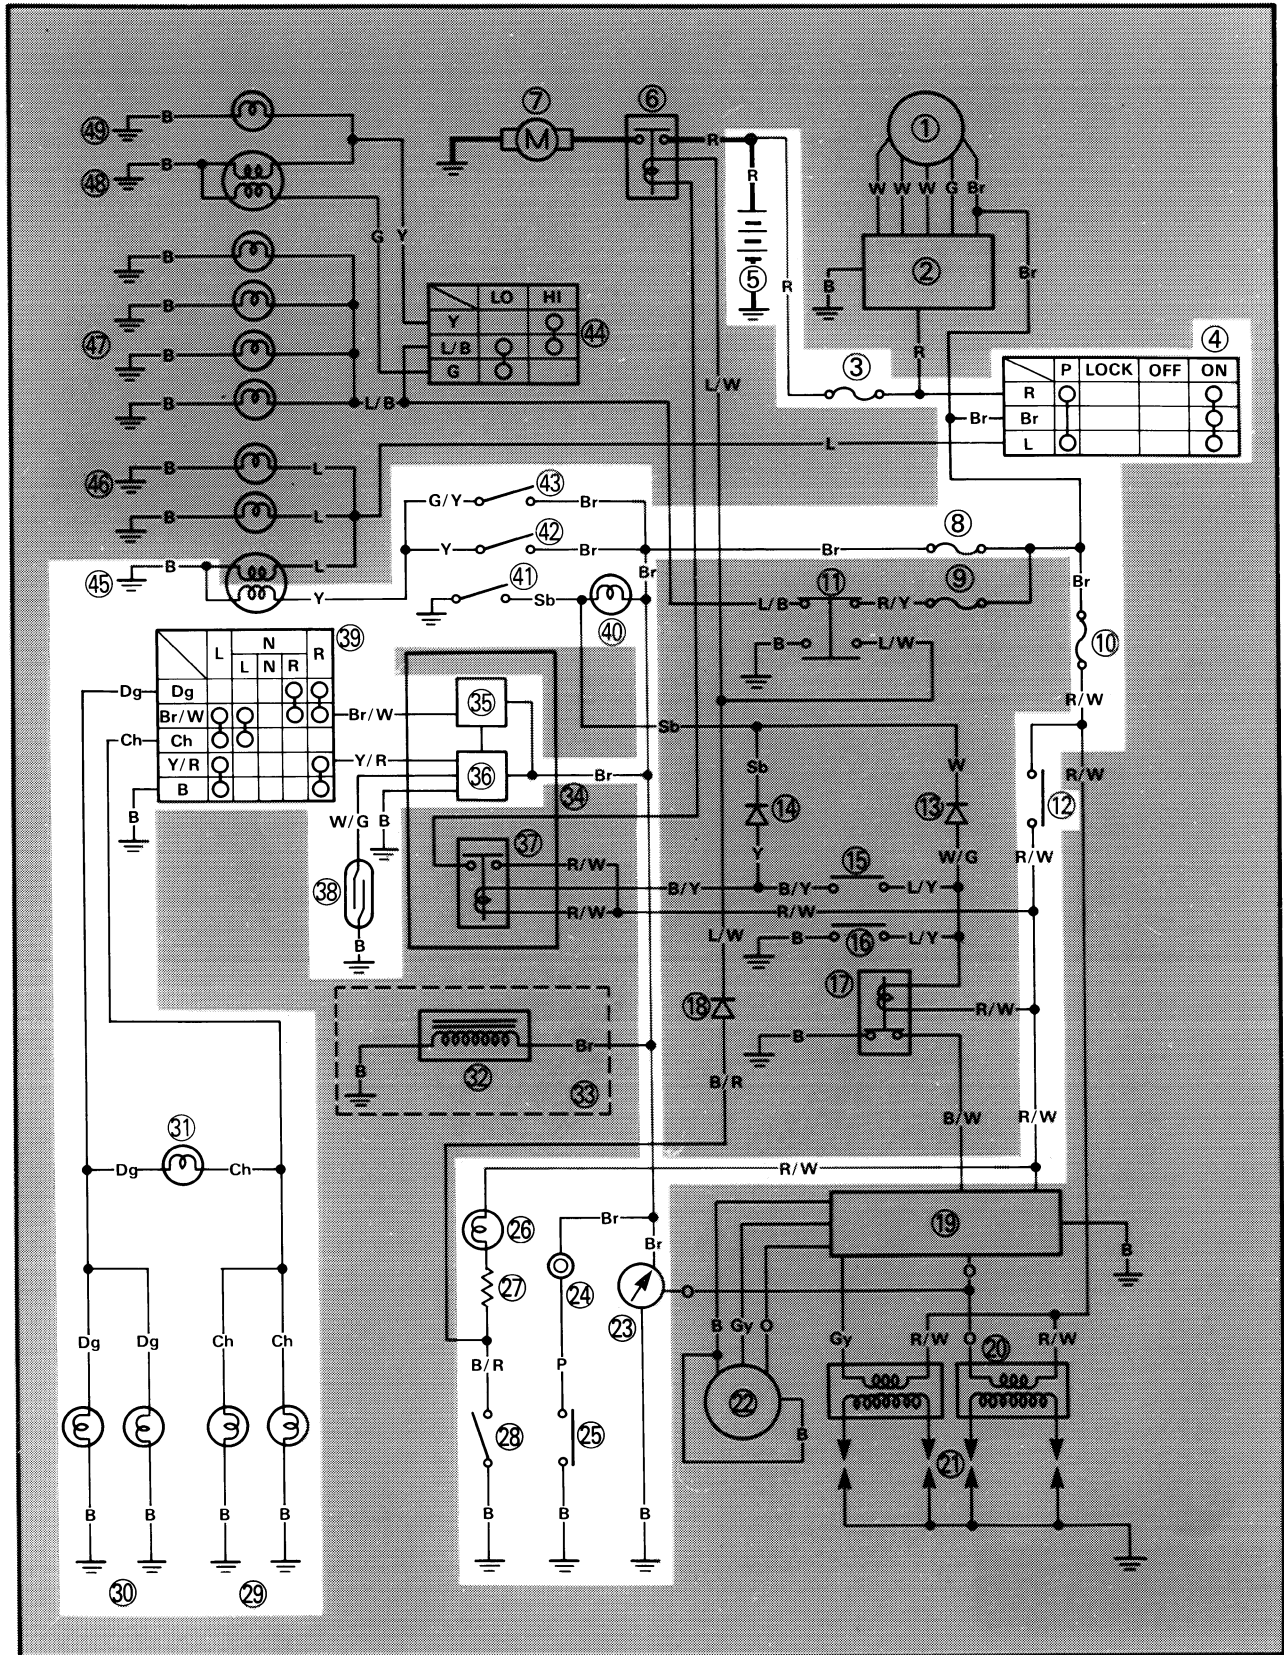 ⑦ ⑥ ①
㊾ B
M R
㊽ B R W W W G Br
G Y
B ②
⑤ B Br
R
LO HI
B Y ㊹ ④
㊼ L/B R ③ P LOCK OFF ON
B G L/W R
B L/B Br Br
L L
㊻ B L
B L G/Y ㊸ Br
Y ㊷ Br Br ⑧
㊺ B L ㊶ Br ⑪ ⑨ Br
Y Sb L/B R/Y
㊵ B L/W ⑩
N ㊴
L L N R R
Dg Dg R/W
Br/W Br/W ㉟
Ch Ch Sb
Y/R Y/R ㊱ Br Sb W R/W
B ㉞ ⑫
B W/G B ⑭ ⑬
㊲ R/W Y ⑮ W/G R/W
㊳ B/Y B/Y L/Y
R/W R/W
B L/W B ⑯ L/Y
⑰
⑱ R/W
Br B
B ㉜ ㉝ B/R
B/W R/W
㉛
Dg Ch R/W
㉖ Br ⑲
Br B
㉗ ㉔ O O
㉓ B Gy O
Dg Dg Ch Ch Gy R/W O ⑳ R/W
B/R P
㉒
㉘ ㉕ B ㉑
B B B B B B B
㉚ ㉙